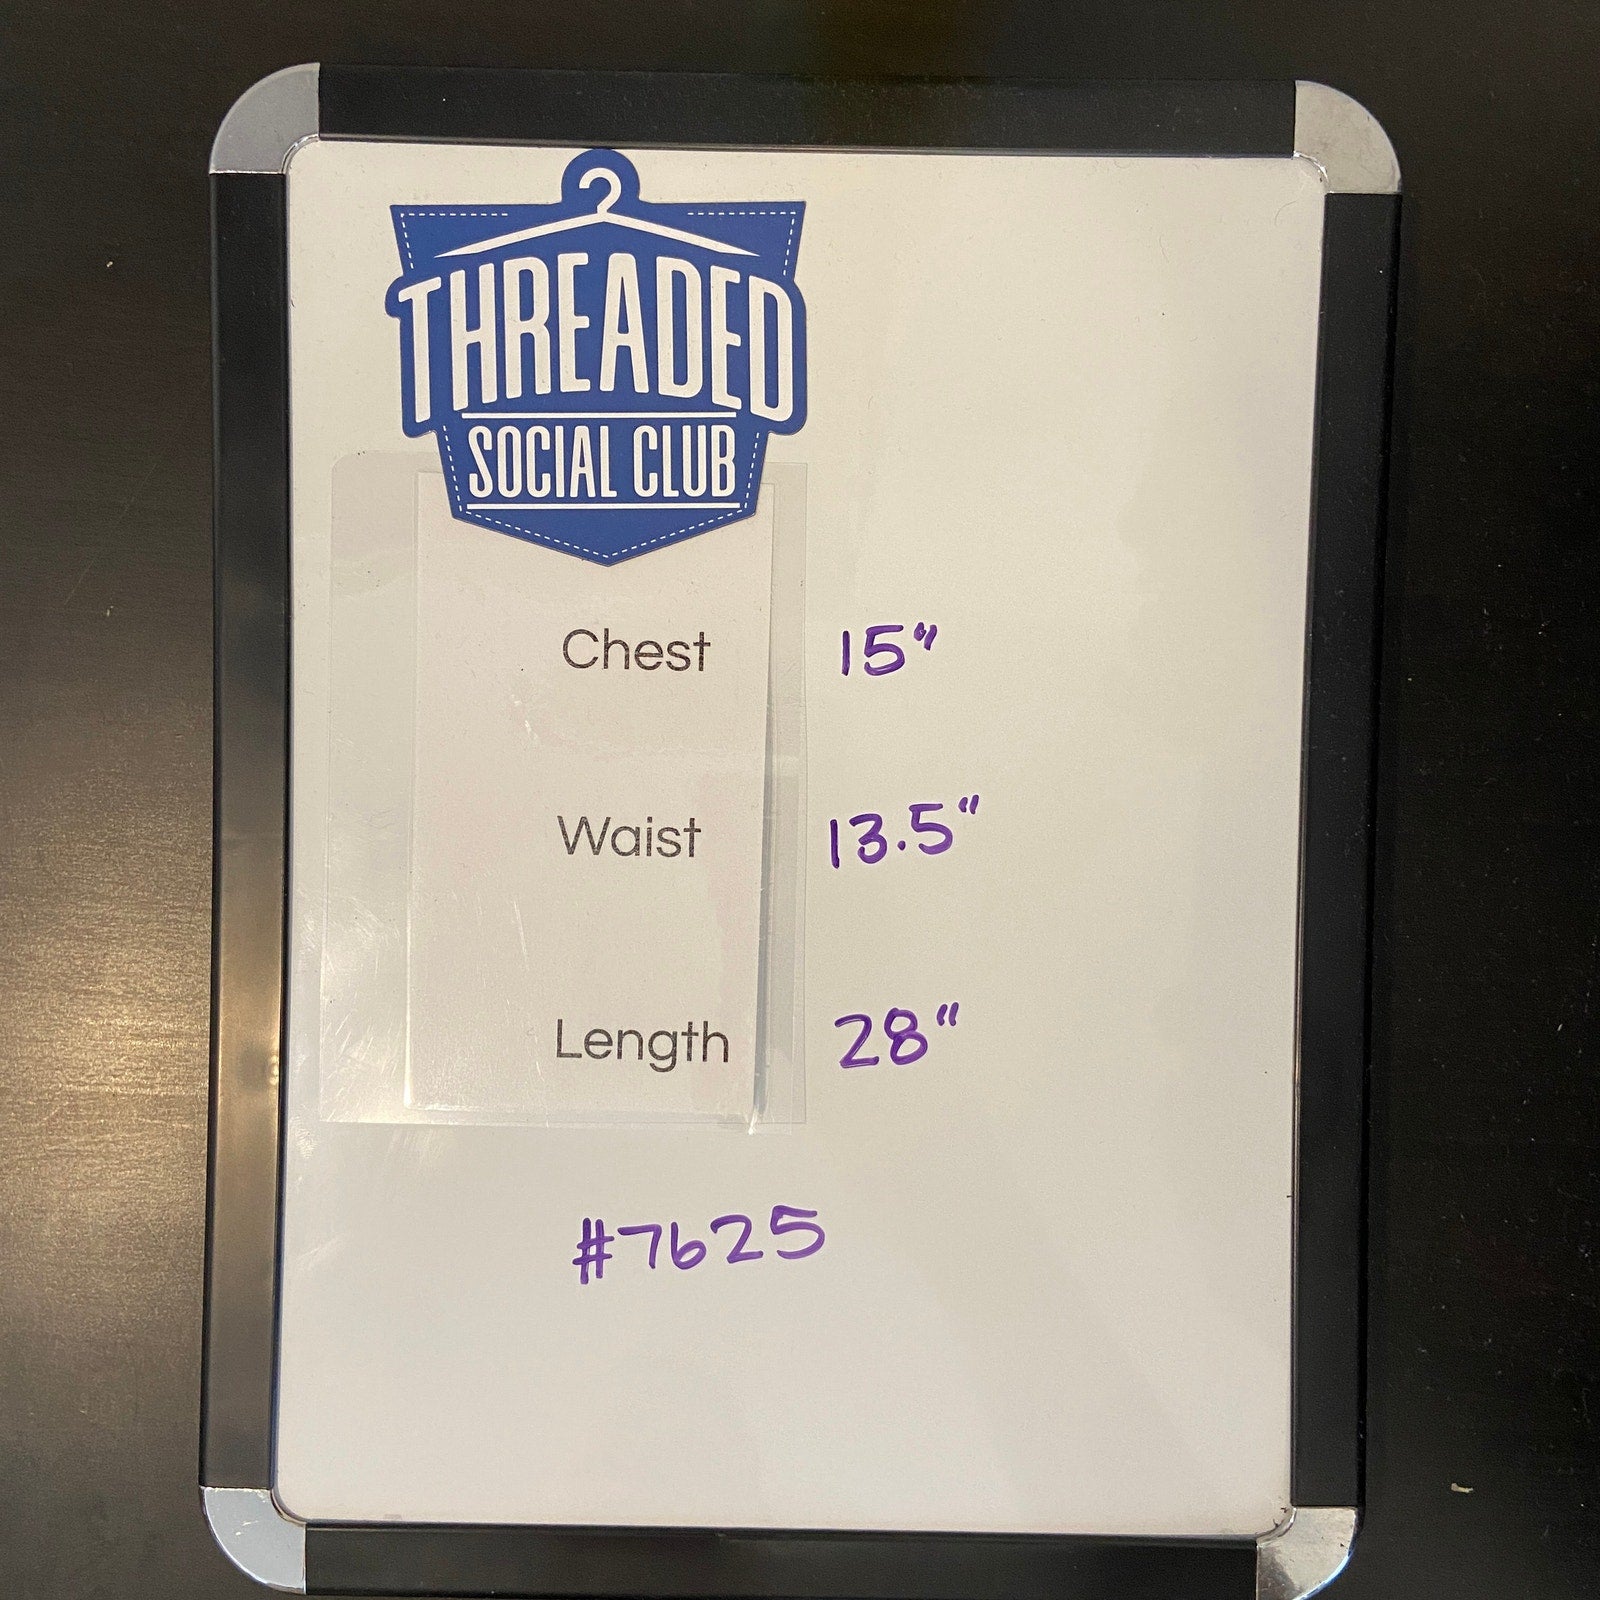 THREADED
SOCIAL CLUB
Chest 15"
Waist 13.5"
Length 28"
#7625